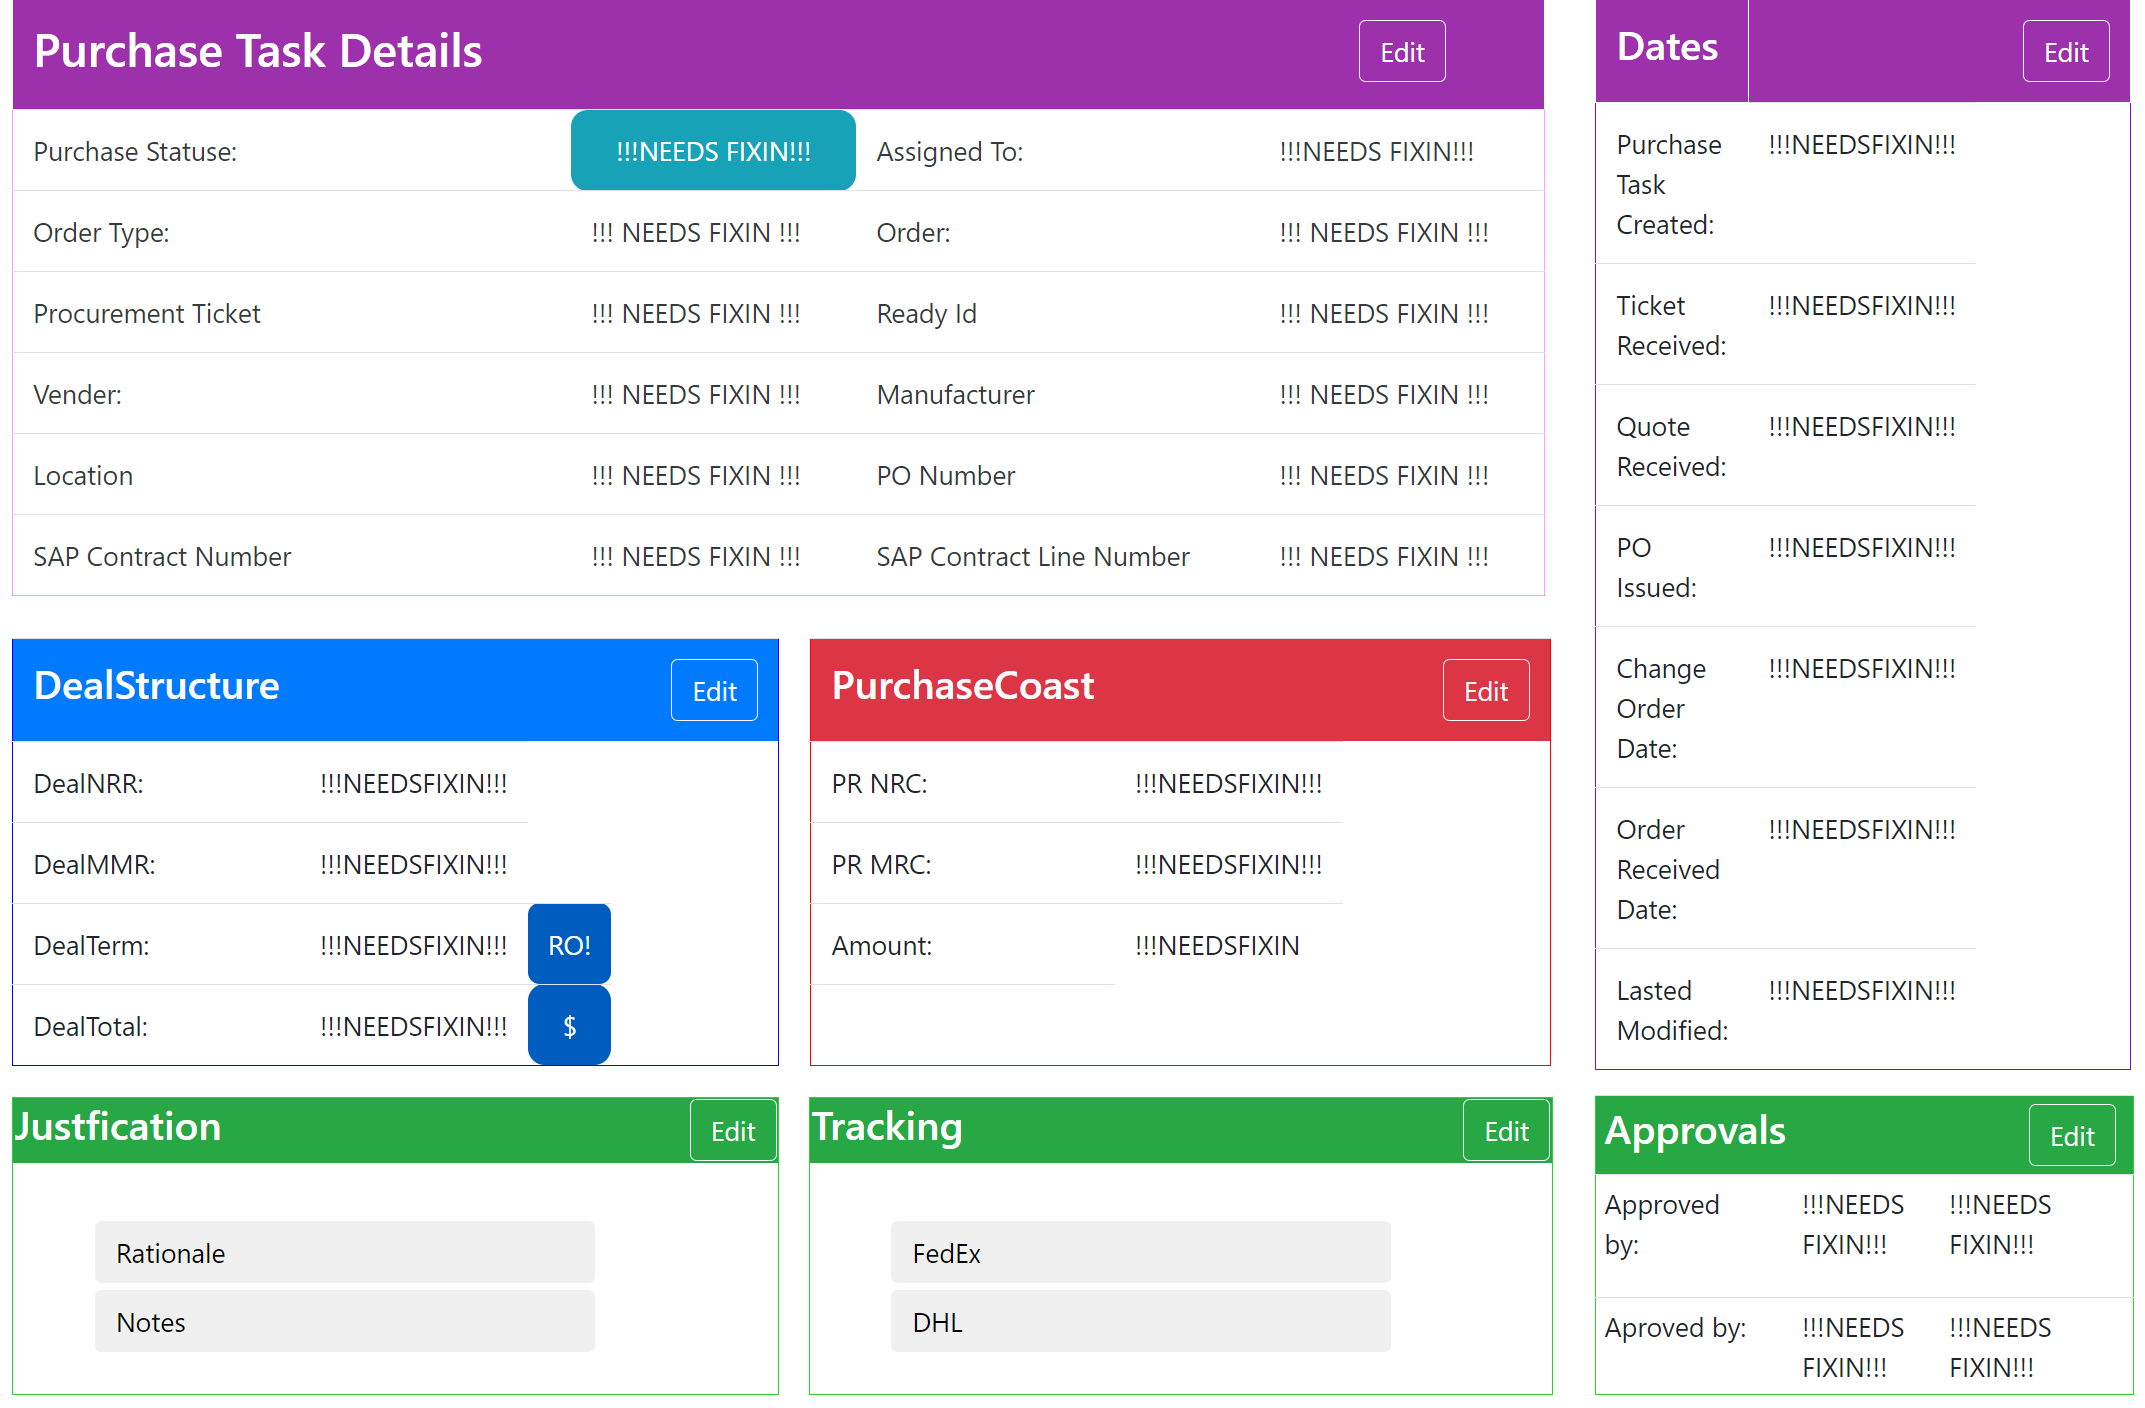 Purchase Task Details
Edit
Purchase Statuse:
!!!NEEDS FIXIN!!!
Assigned To:
!!!NEEDS FIXIN!!!
Order Type:
!!! NEEDS FIXIN !!!
Order:
!!! NEEDS FIXIN !!!
Procurement Ticket
!!! NEEDS FIXIN !!!
Ready Id
!!! NEEDS FIXIN !!!
Vender:
!!! NEEDS FIXIN !!!
Manufacturer
!!! NEEDS FIXIN !!!
Location
!!! NEEDS FIXIN !!!
PO Number
!!! NEEDS FIXIN !!!
SAP Contract Number
!!! NEEDS FIXIN !!!
SAP Contract Line Number
!!! NEEDS FIXIN !!!
Dates
Edit
Purchase
Task
Created:
!!!NEEDSFIXIN!!!
Ticket
Received:
!!!NEEDSFIXIN!!!
Quote
Received:
!!!NEEDSFIXIN!!!
PO
Issued:
!!!NEEDSFIXIN!!!
Change
Order
Date:
!!!NEEDSFIXIN!!!
Order
Received
Date:
!!!NEEDSFIXIN!!!
Lasted
Modified:
!!!NEEDSFIXIN!!!
DealStructure
Edit
DealNRR:
!!!NEEDSFIXIN!!!
DealMMR:
!!!NEEDSFIXIN!!!
DealTerm:
!!!NEEDSFIXIN!!!
RO!
DealTotal:
!!!NEEDSFIXIN!!!
$
PurchaseCoast
Edit
PR NRC:
!!!NEEDSFIXIN!!!
PR MRC:
!!!NEEDSFIXIN!!!
Amount:
!!!NEEDSFIXIN
Justfication
Edit
Rationale
Notes
Tracking
Edit
FedEx
DHL
Approvals
Edit
Approved
by:
!!!NEEDS
FIXIN!!!
!!!NEEDS
FIXIN!!!
Aproved by:
!!!NEEDS
FIXIN!!!
!!!NEEDS
FIXIN!!!